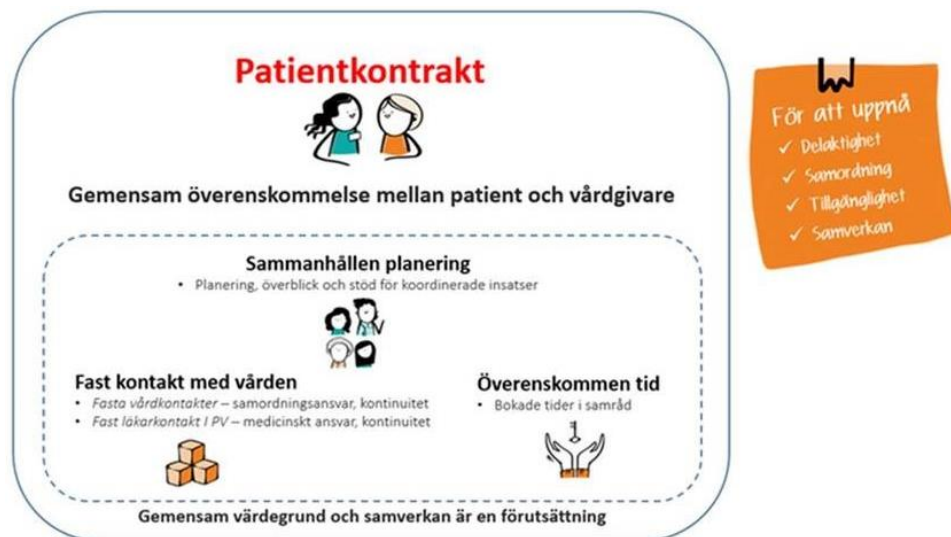 Patientkontrakt
Gemensam överenskommelse mellan patient och vårdgivare
Sammanhållen planering
• Planering, överblick och stöd för koordinerade insatser
Fast kontakt med vården
• Fasta vårdkontakter – samordningsansvar, kontinuitet
• Fast läkarkontakt I PV – medicinskt ansvar, kontinuitet
Överenskommen tid
• Bokade tider i samråd
Gemensam värdegrund och samverkan är en förutsättning
För att uppnå
✓ Delaktighet
✓ Samordning
✓ Tillgänglighet
✓ Samverkan